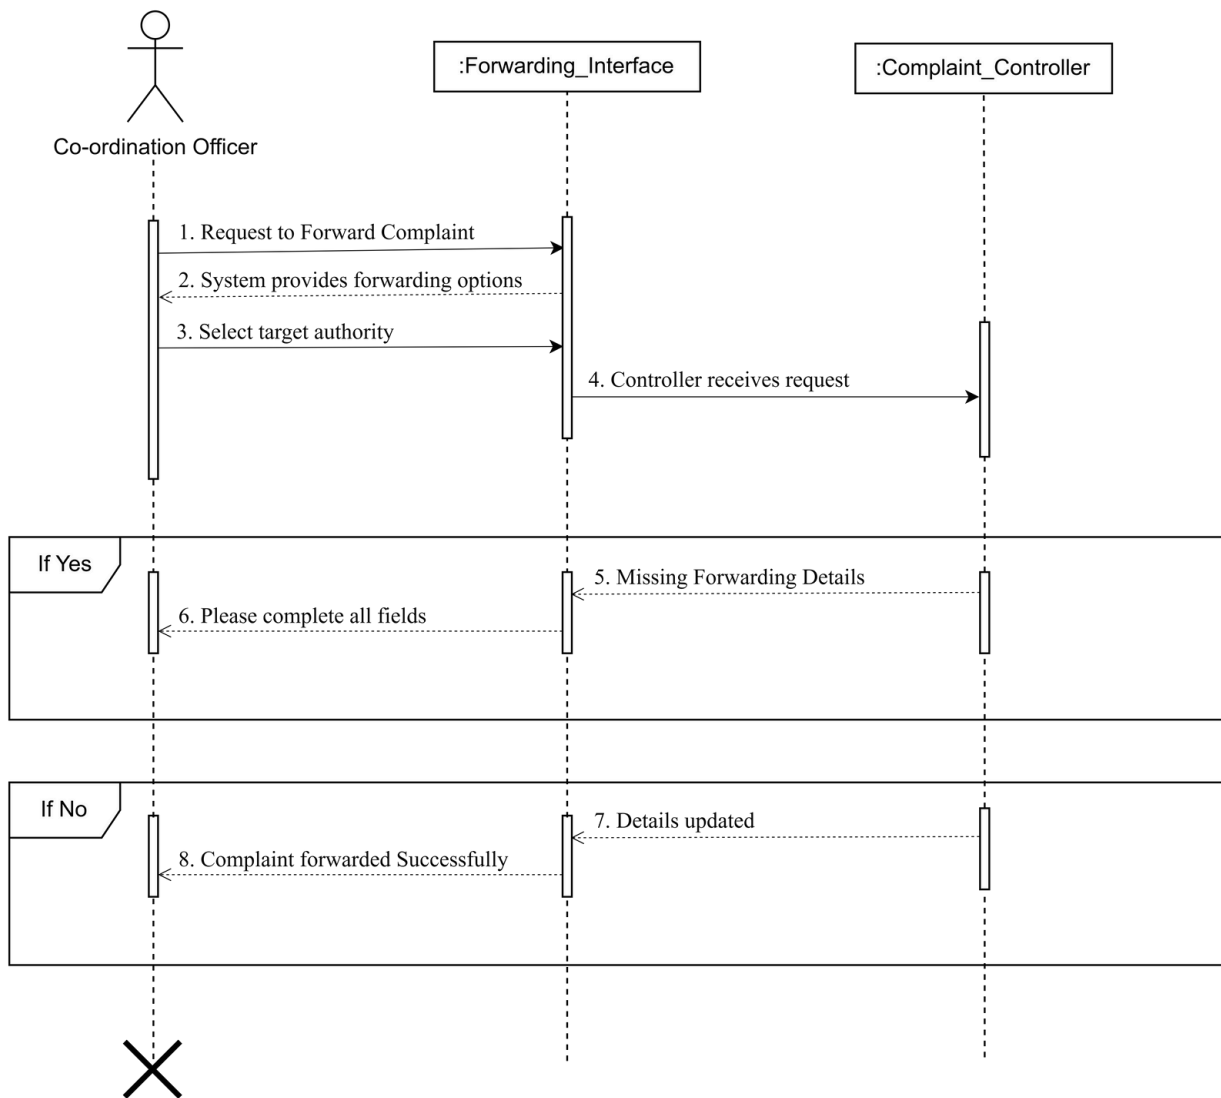 :Forwarding_Interface
:Complaint_Controller
Co-ordination Officer
1. Request to Forward Complaint
2. System provides forwarding options
3. Select target authority
4. Controller receives request
If Yes
5. Missing Forwarding Details
6. Please complete all fields
If No
7. Details updated
8. Complaint forwarded Successfully